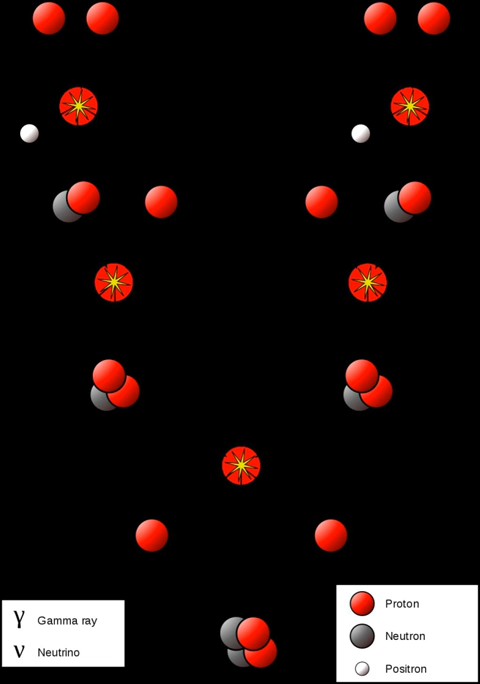 γ Gamma ray
ν Neutrino
Proton
Neutron
Positron